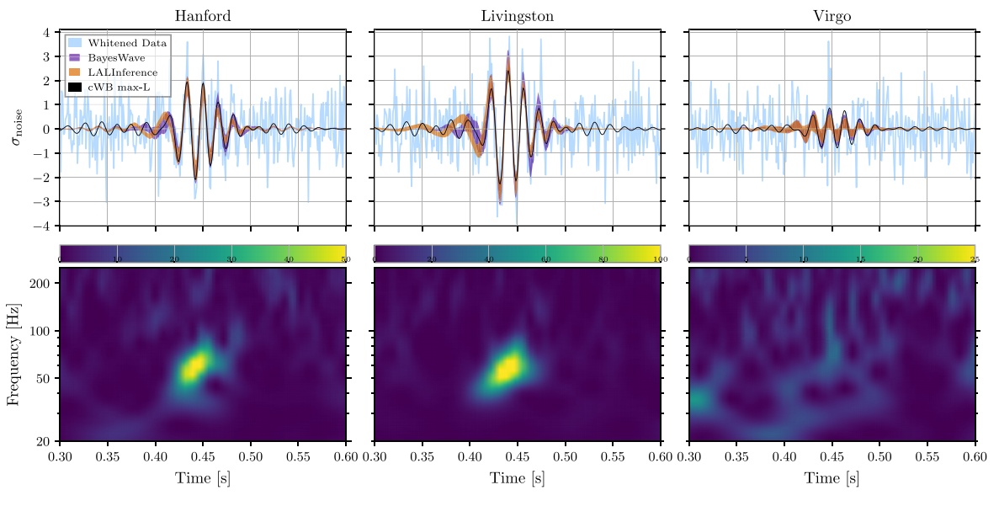 Hanford Livingston Virgo
Whitened Data
BayesWave
LALInference
cWB max-L
4
3
2
1
0
−1
−2
−3
−4
σnoise
0 10 20 30 40 50 0 20 40 60 80 100 0 5 10 15 20 25
200
100
50
20
Frequency [Hz]
0.30 0.35 0.40 0.45 0.50 0.55 0.60 0.30 0.35 0.40 0.45 0.50 0.55 0.60 0.30 0.35 0.40 0.45 0.50 0.55 0.60
Time [s] Time [s] Time [s]